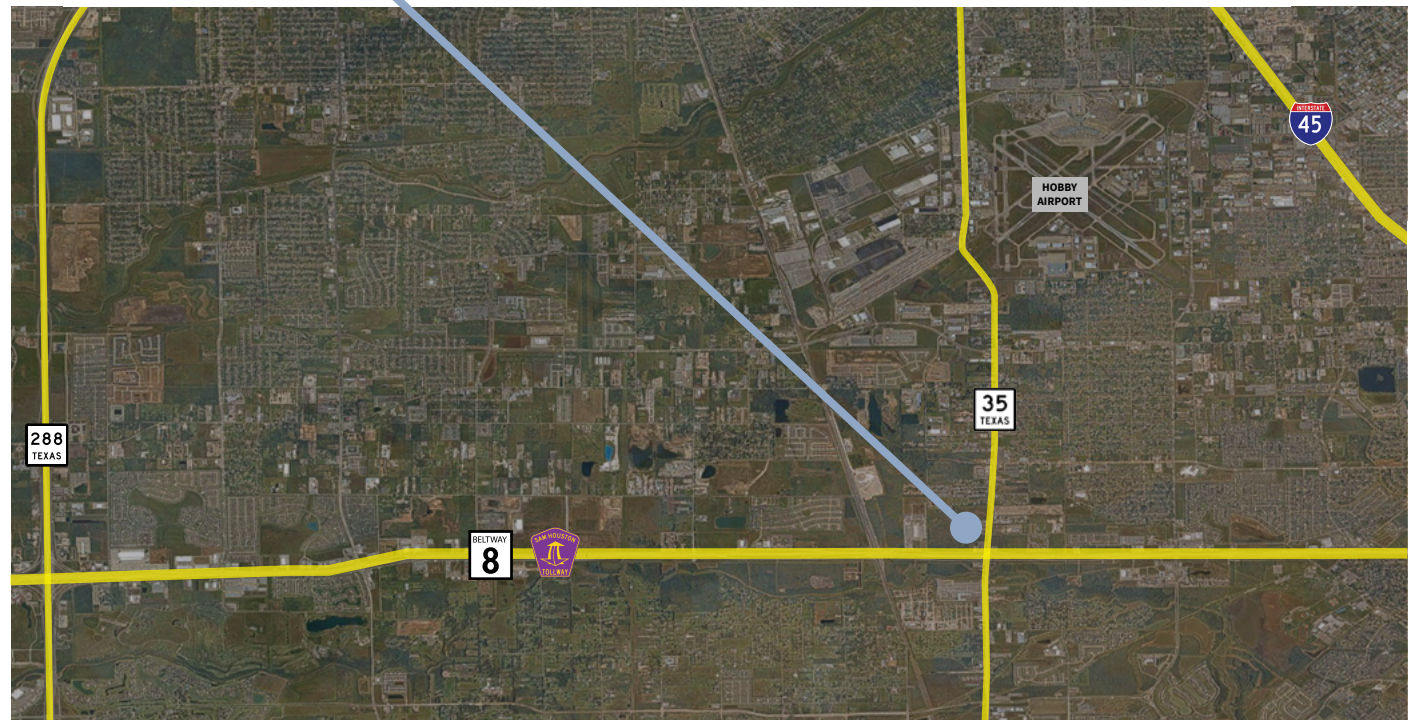 INTERSTATE
45
HOBBY
AIRPORT
35
TEXAS
288
TEXAS
BELTWAY
8
SAM HOUSTON
TOLLWAY